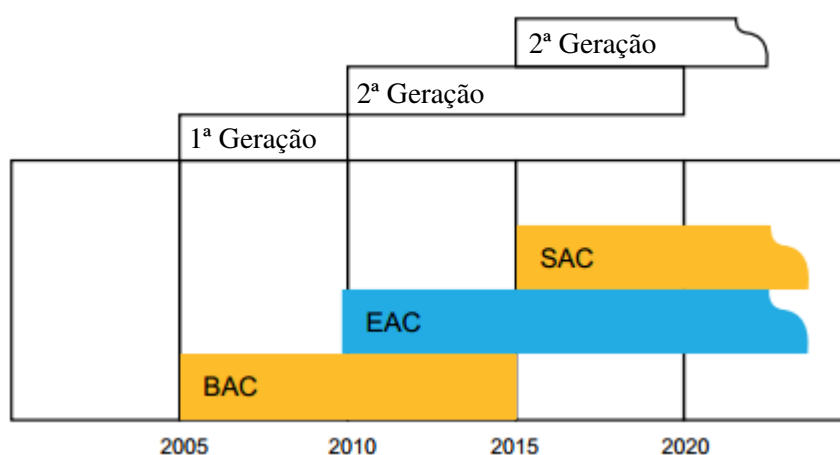 2ª Geração
2ª Geração
1ª Geração
SAC
EAC
BAC
2005 2010 2015 2020